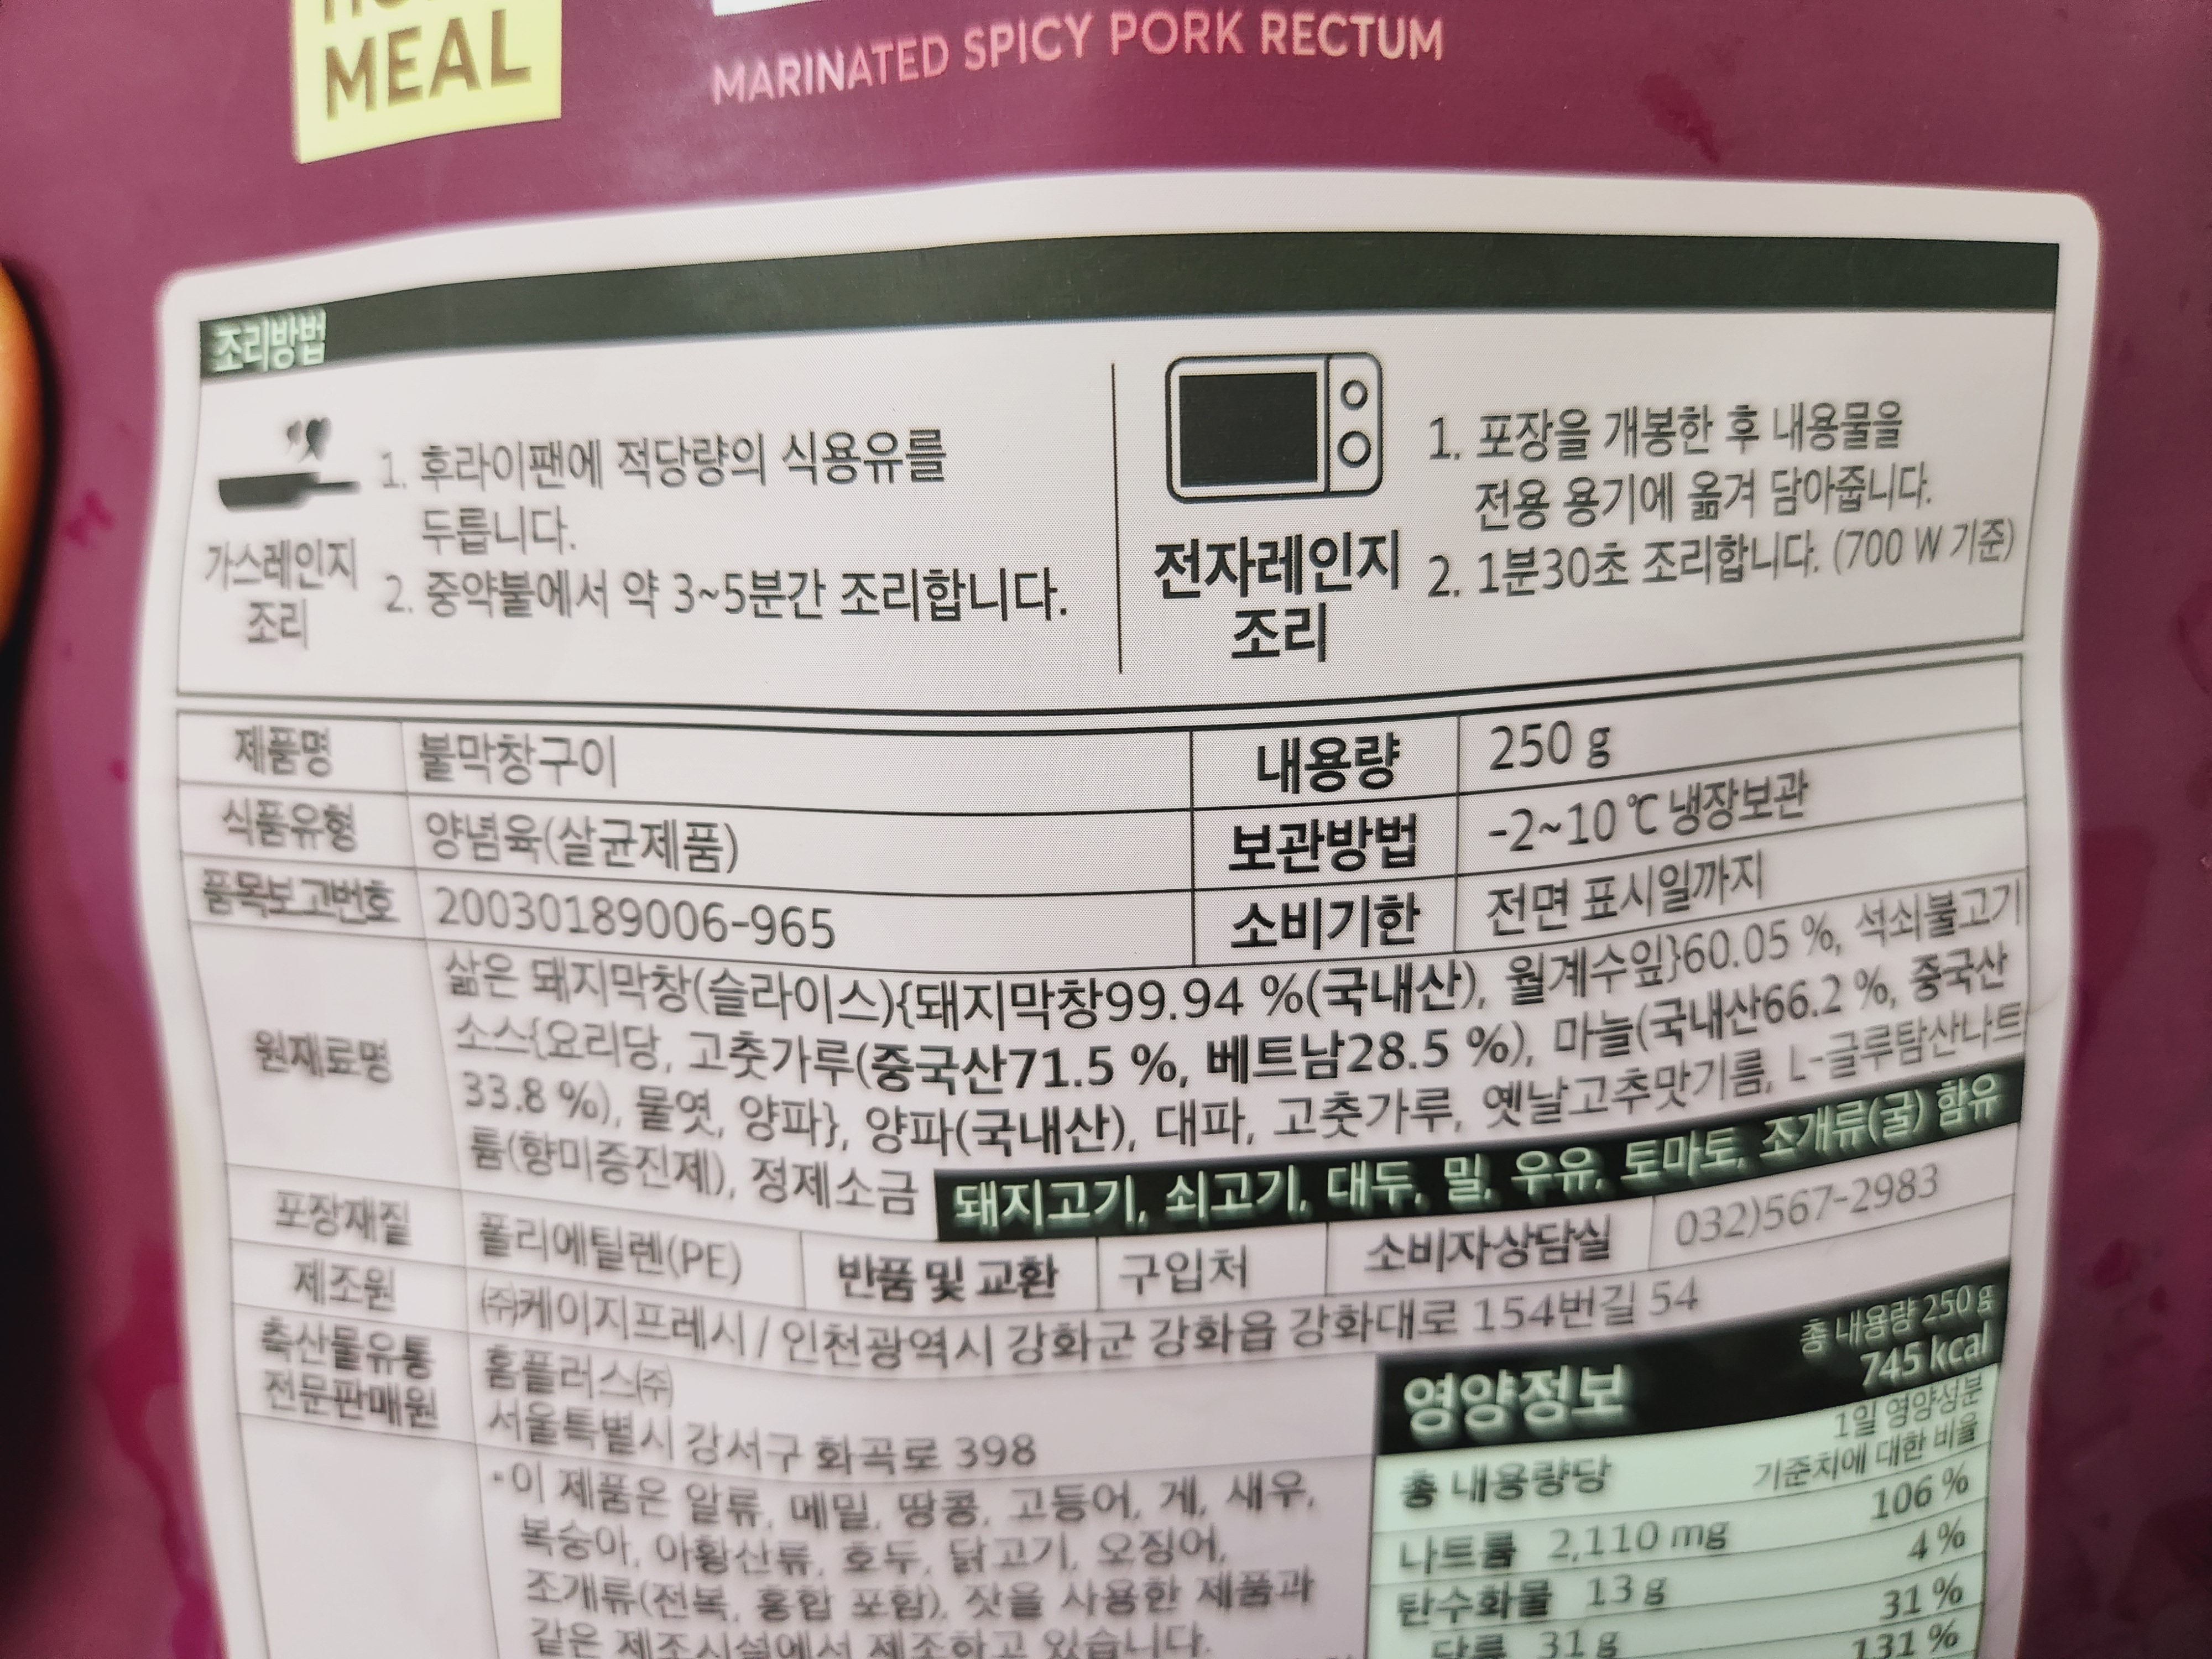 MEAL
MARINATED SPICY PORK RECTUM
조리방법
가스레인지
조리
1. 후라이팬에 적당량의 식용유를
두릅니다.
2. 중약불에서 약 3~5분간 조리합니다.
전자레인지
조리
1. 포장을 개봉한 후 내용물을
전용 용기에 옮겨 담아줍니다.
2. 1분30초 조리합니다. (700 W 기준)
제품명 불막창구이 내용량 250 g
식품유형 양념육(살균제품) 보관방법 -2~10 ℃ 냉장보관
품목보고번호 20030189006-965 소비기한 전면 표시일까지
원재료명
삶은 돼지막창(슬라이스){돼지막창99.94 %(국내산), 월계수잎}60.05 %, 석쇠불고기
소스{요리당, 고춧가루(중국산71.5 %, 베트남28.5 %), 마늘(국내산66.2 %, 중국산
33.8 %), 물엿, 양파}, 양파(국내산), 대파, 고춧가루, 옛날고추맛기름, L-글루탐산나트
륨(향미증진제), 정제소금 돼지고기, 쇠고기, 대두, 밀, 우유, 토마토, 조개류(굴) 함유
포장재질 폴리에틸렌(PE) 반품 및 교환 구입처 소비자상담실 032)567-2983
제조원 ㈜케이지프레시 / 인천광역시 강화군 강화읍 강화대로 154번길 54
축산물유통
전문판매원
홈플러스㈜
서울특별시 강서구 화곡로 398
•이 제품은 알류, 메밀, 땅콩, 고등어, 게, 새우,
복숭아, 아황산류, 호두, 닭고기, 오징어,
조개류(전복, 홍합 포함), 잣을 사용한 제품과
같은 제조시설에서 제조하고 있습니다.
영양정보
총 내용량 250 g
745 kcal
총 내용량당
1일 영양성분
기준치에 대한 비율
나트륨 2,110 mg 106 %
탄수화물 13 g 4 %
당류 31 g 31 %
131 %